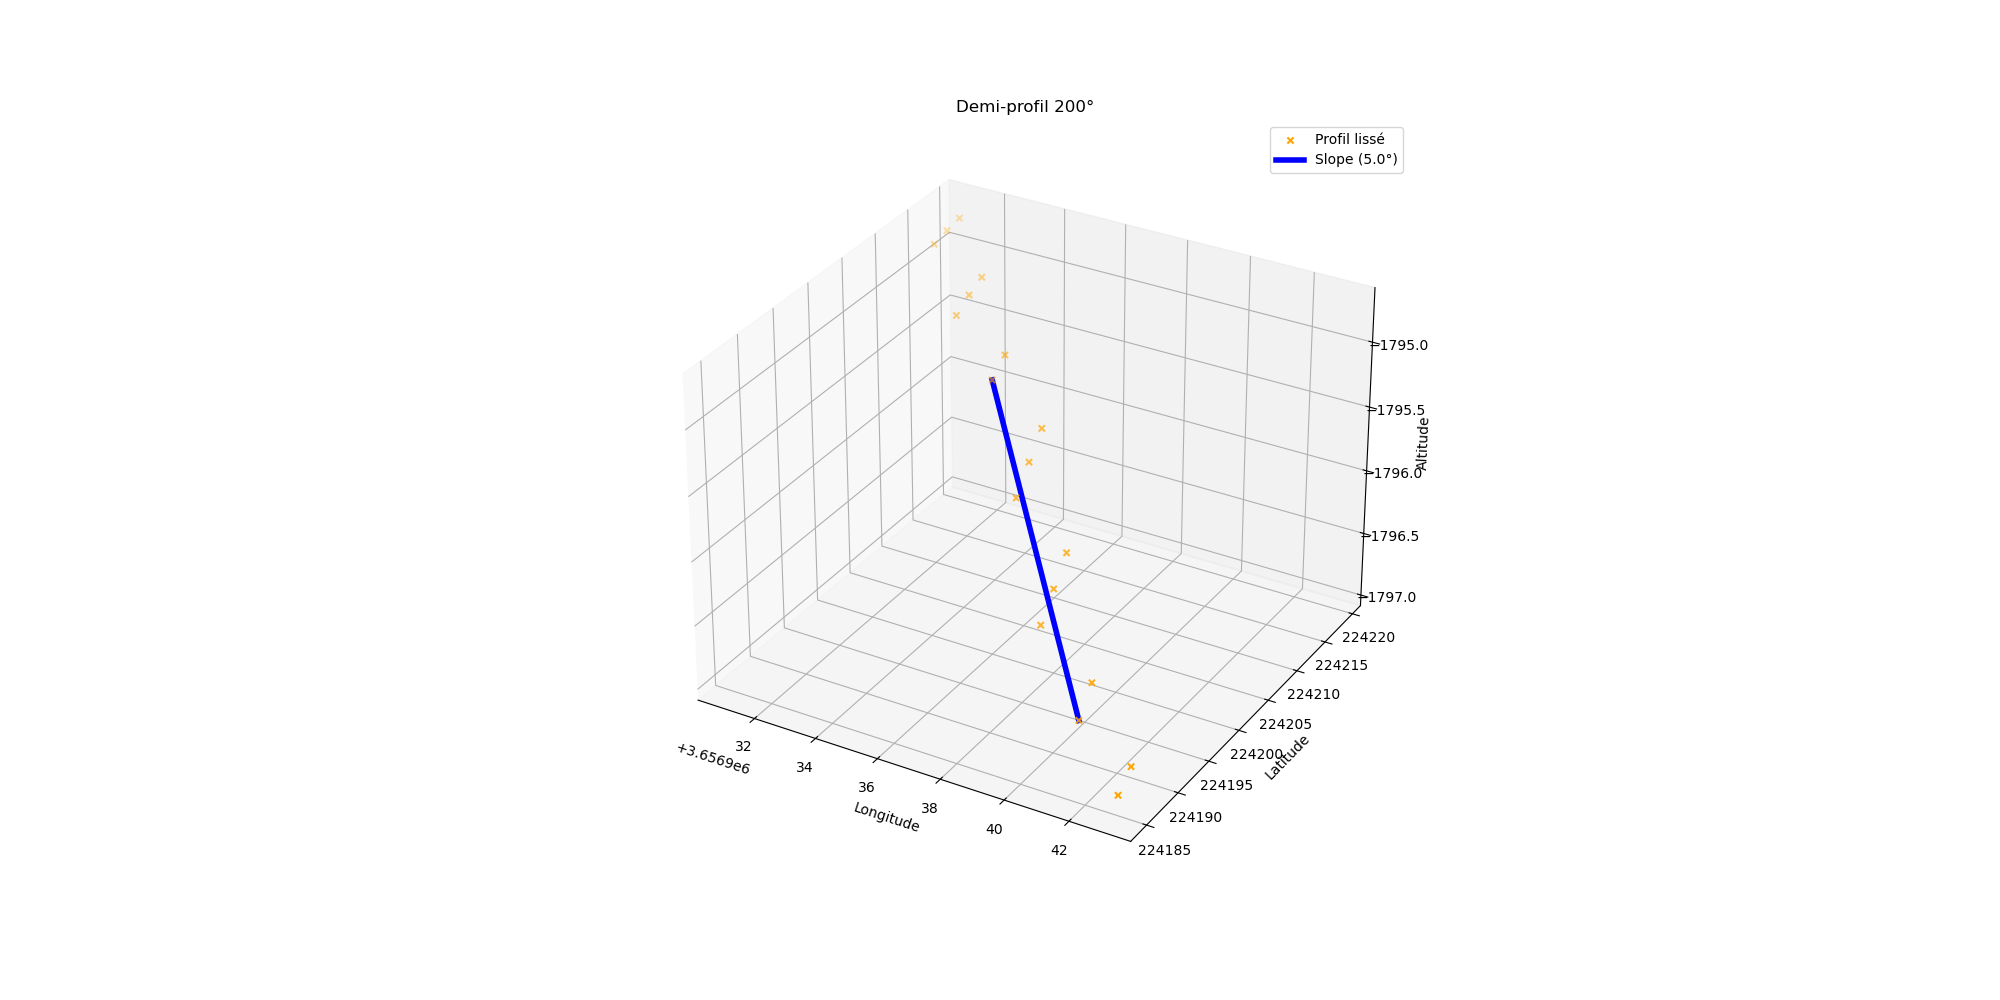 Demi-profil 200°
Profil lissé
Slope (5.0°)
−1795.0
−1795.5
−1796.0
−1796.5
−1797.0
Altitude
224220
224215
224210
224205
224200
224195
224190
224185
Latitude
32
34
36
38
40
42
+3.6569e6
Longitude